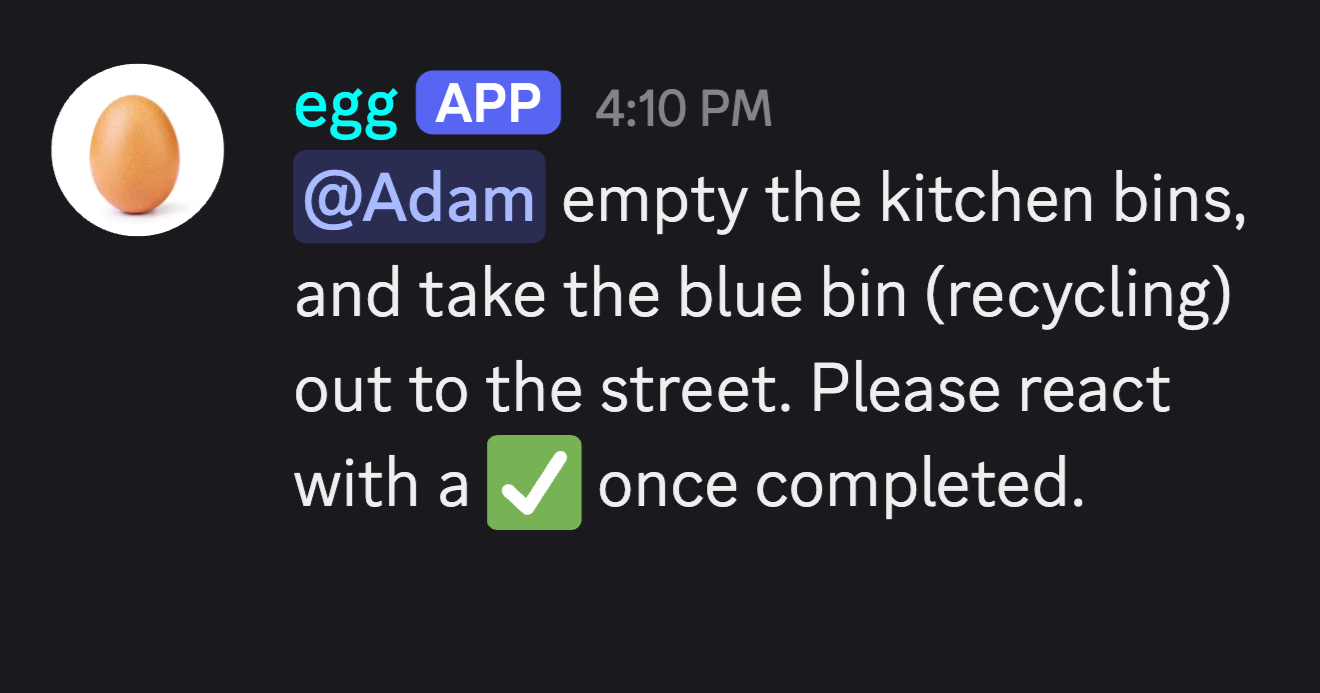 egg APP 4:10 PM
@Adam empty the kitchen bins,
and take the blue bin (recycling)
out to the street. Please react
with a ✅ once completed.